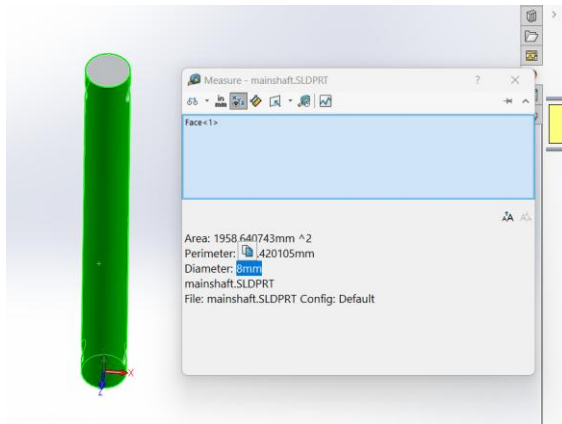 Measure - mainshaft.SLDPRT
Face<1>
Area: 1958.640743mm ^2
Perimeter: .420105mm
Diameter: 8mm
mainshaft.SLDPRT
File: mainshaft.SLDPRT Config: Default
X
Z